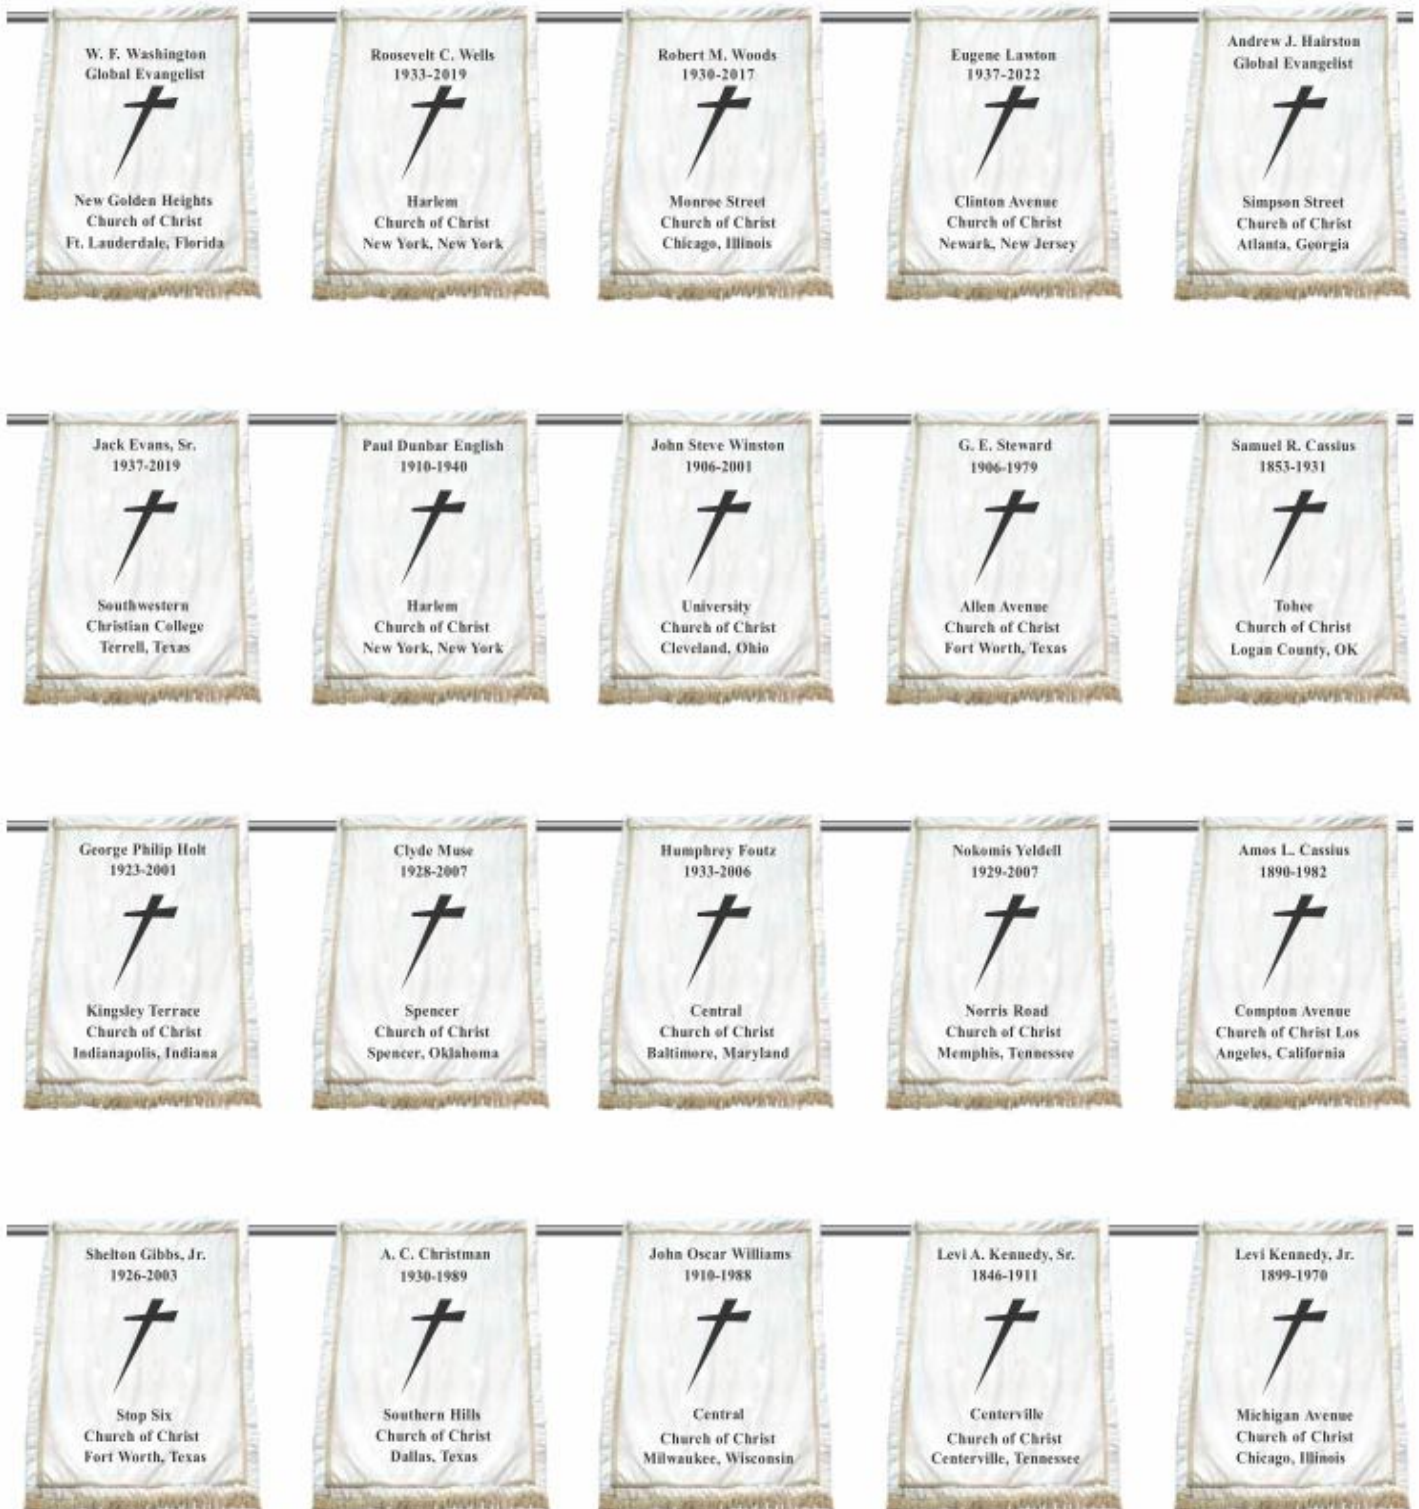 W. F. Washington
Global Evangelist
New Golden Heights
Church of Christ
Ft. Lauderdale, Florida
Roosevelt C. Wells
1933-2019
Harlem
Church of Christ
New York, New York
Robert M. Woods
1930-2017
Monroe Street
Church of Christ
Chicago, Illinois
Eugene Lawton
1937-2022
Clinton Avenue
Church of Christ
Newark, New Jersey
Andrew J. Hairston
Global Evangelist
Simpson Street
Church of Christ
Atlanta, Georgia
Jack Evans, Sr.
1937-2019
Southwestern
Christian College
Terrell, Texas
Paul Dunbar English
1910-1940
Harlem
Church of Christ
New York, New York
John Steve Winston
1906-2001
University
Church of Christ
Cleveland, Ohio
G. E. Steward
1906-1979
Allen Avenue
Church of Christ
Fort Worth, Texas
Samuel R. Cassius
1853-1931
Tohee
Church of Christ
Logan County, OK
George Philip Holt
1923-2001
Kingsley Terrace
Church of Christ
Indianapolis, Indiana
Clyde Muse
1928-2007
Spencer
Church of Christ
Spencer, Oklahoma
Humphrey Foutz
1933-2006
Central
Church of Christ
Baltimore, Maryland
Nokomis Yeldell
1929-2007
Norris Road
Church of Christ
Memphis, Tennessee
Amos L. Cassius
1890-1982
Compton Avenue
Church of Christ Los
Angeles, California
Shelton Gibbs, Jr.
1926-2003
Stop Six
Church of Christ
Fort Worth, Texas
A. C. Christman
1930-1989
Southern Hills
Church of Christ
Dallas, Texas
John Oscar Williams
1910-1988
Central
Church of Christ
Milwaukee, Wisconsin
Levi A. Kennedy, Sr.
1846-1911
Centerville
Church of Christ
Centerville, Tennessee
Levi Kennedy, Jr.
1899-1970
Michigan Avenue
Church of Christ
Chicago, Illinois